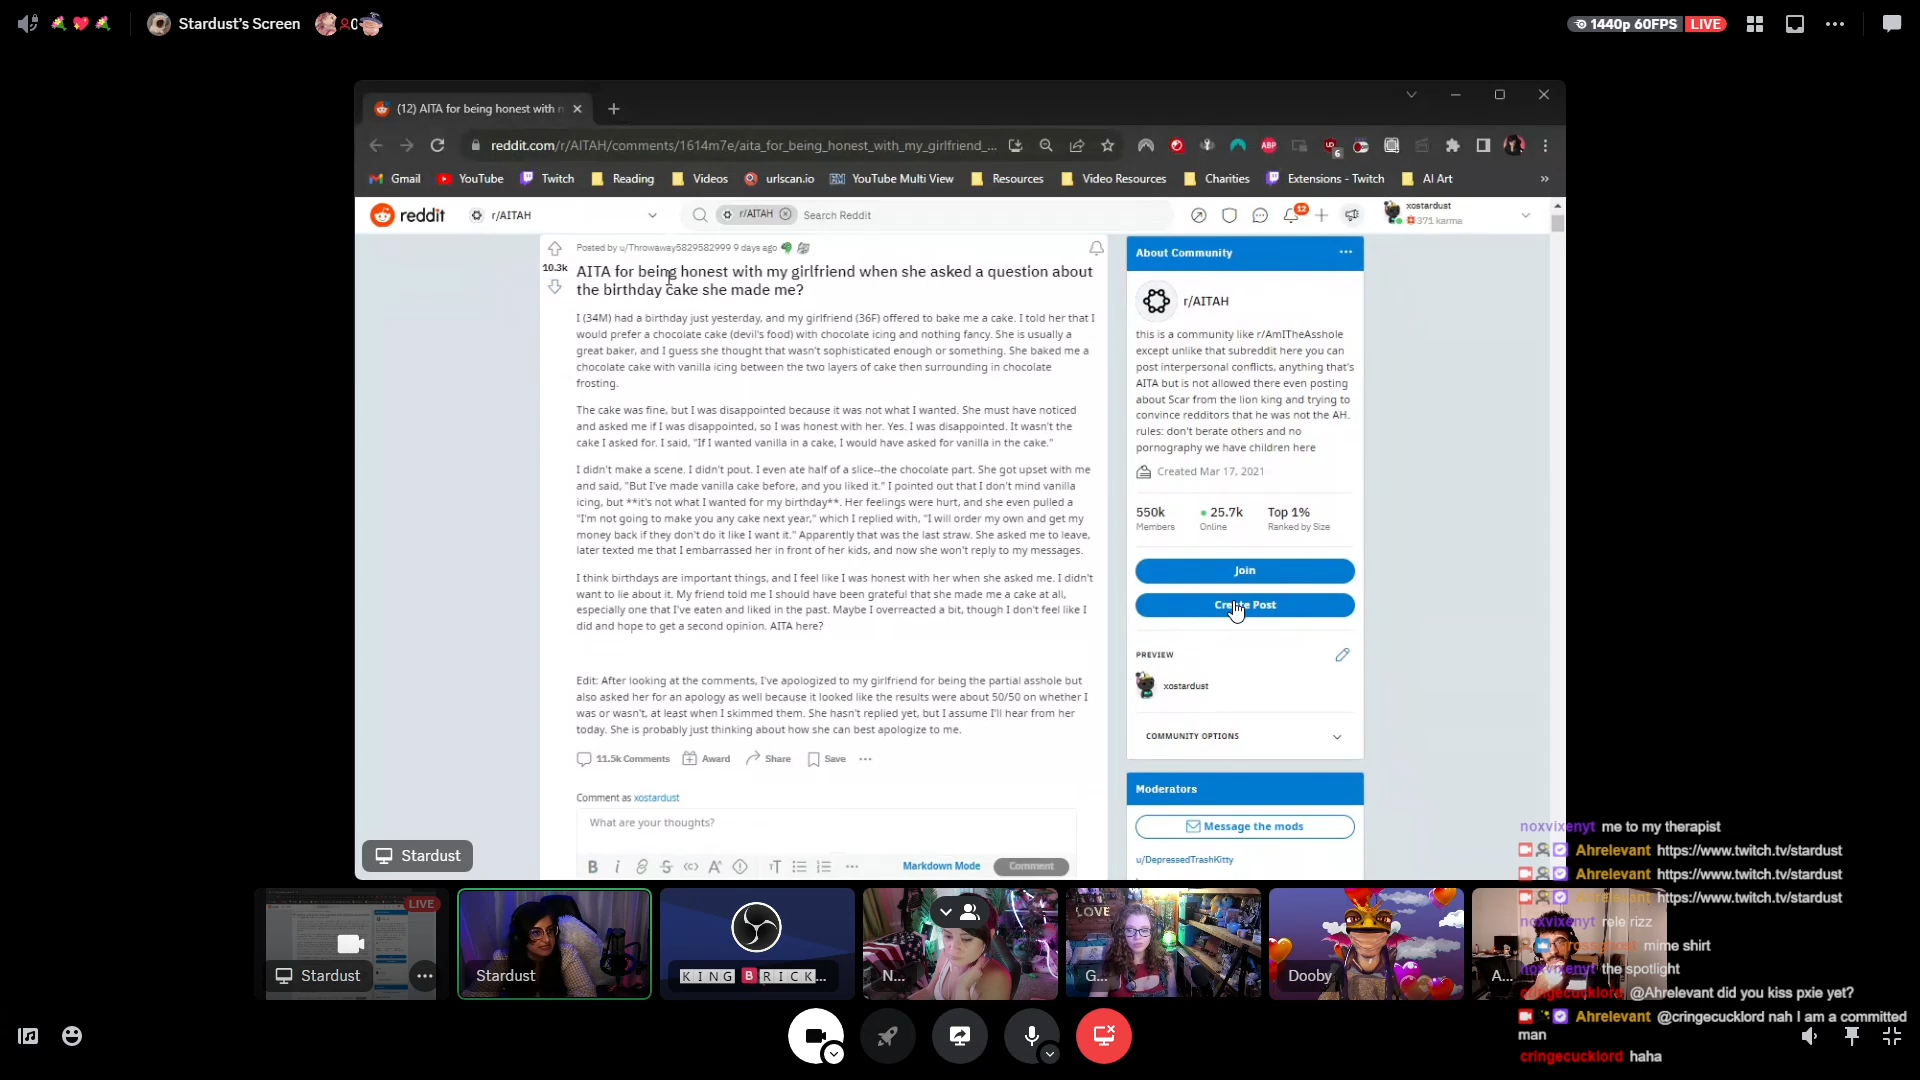 Stardust's Screen
1440p 60FPS LIVE
(12) AITA for being honest with
reddit.com/r/AITAH/comments/1614m7e/aita_for_being_honest_with_my_girlfriend_...
ABP
6
Gmail YouTube Twitch Reading Videos urlscan.io YouTube Multi View Resources Video Resources Charities Extensions - Twitch AI Art »
reddit r/AITAH r/AITAH Search Reddit 12 xostardust
371 karma
Posted by u/Throwaway5829582999 9 days ago
10.3k
AITA for being honest with my girlfriend when she asked a question about
the birthday cake she made me?
I (34M) had a birthday just yesterday, and my girlfriend (36F) offered to bake me a cake. I told her that I
would prefer a chocolate cake (devil's food) with chocolate icing and nothing fancy. She is usually a
great baker, and I guess she thought that wasn't sophisticated enough or something. She baked me a
chocolate cake with vanilla icing between the two layers of cake then surrounding in chocolate
frosting.
The cake was fine, but I was disappointed because it was not what I wanted. She must have noticed
and asked me if I was disappointed, so I was honest with her. Yes. I was disappointed. It wasn't the
cake I asked for. I said, "If I wanted vanilla in a cake, I would have asked for vanilla in the cake."
I didn't make a scene. I didn't pout. I even ate half of a slice--the chocolate part. She got upset with me
and said, "But I've made vanilla cake before, and you liked it." I pointed out that I don't mind vanilla
icing, but **it's not what I wanted for my birthday**. Her feelings were hurt, and she even pulled a
"I'm not going to make you any cake next year," which I replied with, "I will order my own and get my
money back if they don't do it like I want it." Apparently that was the last straw. She asked me to leave,
later texted me that I embarrassed her in front of her kids, and now she won't reply to my messages.
I think birthdays are important things, and I feel like I was honest with her when she asked me. I didn't
want to lie about it. My friend told me I should have been grateful that she made me a cake at all,
especially one that I've eaten and liked in the past. Maybe I overreacted a bit, though I don't feel like I
did and hope to get a second opinion. AITA here?
Edit: After looking at the comments, I've apologized to my girlfriend for being the partial asshole but
also asked her for an apology as well because it looked like the results were about 50/50 on whether I
was or wasn't, at least when I skimmed them. She hasn't replied yet, but I assume I'll hear from her
today. She is probably just thinking about how she can best apologize to me.
11.5k Comments Award Share Save
Comment as xostardust
What are your thoughts?
Markdown Mode Comment
About Community
r/AITAH
this is a community like r/AmITheAsshole
except unlike that subreddit here you can
post interpersonal conflicts, anything that's
AITA but is not allowed there even posting
about Scar from the lion king and trying to
convince redditors that he was not the AH.
rules: don't berate others and no
pornography we have children here
Created Mar 17, 2021
550k 25.7k Top 1%
Members Online Ranked by Size
Join
Create Post
PREVIEW
xostardust
COMMUNITY OPTIONS
Moderators
Message the mods
u/DepressedTrashKitty
Stardust
LIVE
Stardust
Stardust
KING B RICK...
N...
LOVE
G...
Dooby
A...
noxvixenyt me to my therapist
Ahrelevant https://www.twitch.tv/stardust
Ahrelevant https://www.twitch.tv/stardust
Ahrelevant https://www.twitch.tv/stardust
noxvixenyt rele rizz
mime shirt
noxvixenyt the spotlight
cringecucklord @Ahrelevant did you kiss pxie yet?
Ahrelevant @cringecucklord nah I am a committed
man
cringecucklord haha